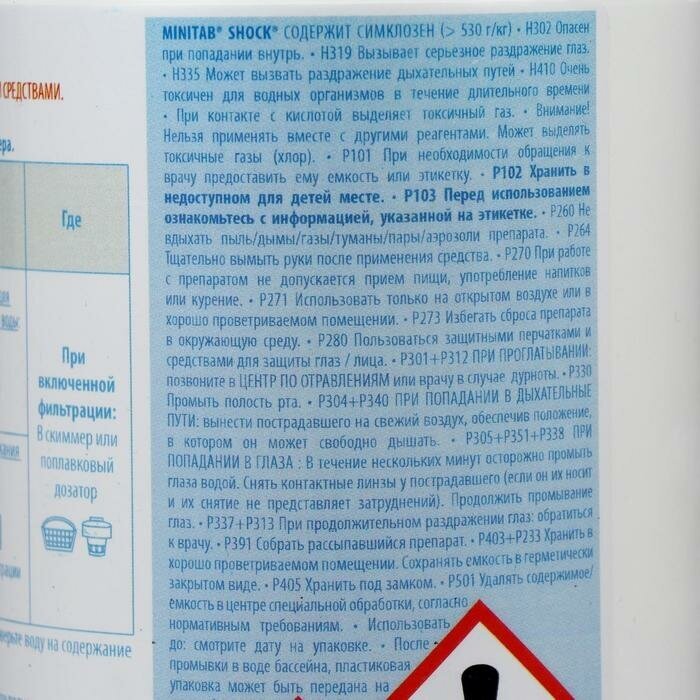 СРЕДСТВАМИ.
Где
При
включенной
фильтрации:
В скиммер или
поплавковый
дозатор
воду на содержание
MINITAB® SHOCK® СОДЕРЖИТ СИМКЛОЗЕН (> 530 г/кг) • H302 Опасен
при попадании внутрь. • H319 Вызывает серьезное раздражение глаз.
• H335 Может вызвать раздражение дыхательных путей • H410 Очень
токсичен для водных организмов в течение длительного времени
• При контакте с кислотой выделяет токсичный газ. • Внимание!
Нельзя применять вместе с другими реагентами. Может выделять
токсичные газы (хлор). • P101 При необходимости обращения к
врачу предоставить ему емкость или этикетку. • P102 Хранить в
недоступном для детей месте. • P103 Перед использованием
ознакомьтесь с информацией, указанной на этикетке. • P260 Не
вдыхать пыль/дымы/газы/туманы/пары/аэрозоли препарата. • P264
Тщательно вымыть руки после применения средства. • P270 При работе
с препаратом не допускается прием пищи, употребление напитков
или курение. • P271 Использовать только на открытом воздухе или в
хорошо проветриваемом помещении. • P273 Избегать сброса препарата
в окружающую среду. • P280 Пользоваться защитными перчатками и
средствами для защиты глаз / лица. • P301+P312 ПРИ ПРОГЛАТЫВАНИИ:
позвоните в ЦЕНТР ПО ОТРАВЛЕНИЯМ или врачу в случае дурноты. • P330
Промыть полость рта. • P304+P340 ПРИ ПОПАДАНИИ В ДЫХАТЕЛЬНЫЕ
ПУТИ: вынести пострадавшего на свежий воздух, обеспечив положение,
в котором он может свободно дышать. • P305+P351+P338 ПРИ
ПОПАДАНИИ В ГЛАЗА : В течение нескольких минут осторожно промыть
глаза водой. Снять контактные линзы у пострадавшего (если он их носит
и их снятие не представляет затруднений). Продолжить промывание
глаз. • P337+P313 При продолжительном раздражении глаз: обратиться
к врачу. • P391 Собрать рассыпавшийся препарат. • P403+P233 Хранить в
хорошо проветриваемом помещении. Сохранять емкость в герметически
закрытом виде. • P405 Хранить под замком. • P501 Удалять содержимое/
емкость в центре специальной обработки, согласно
нормативным требованиям. • Использовать
до: смотрите дату на упаковке. • После
промывки в воде бассейна, пластиковая
упаковка может быть передана на